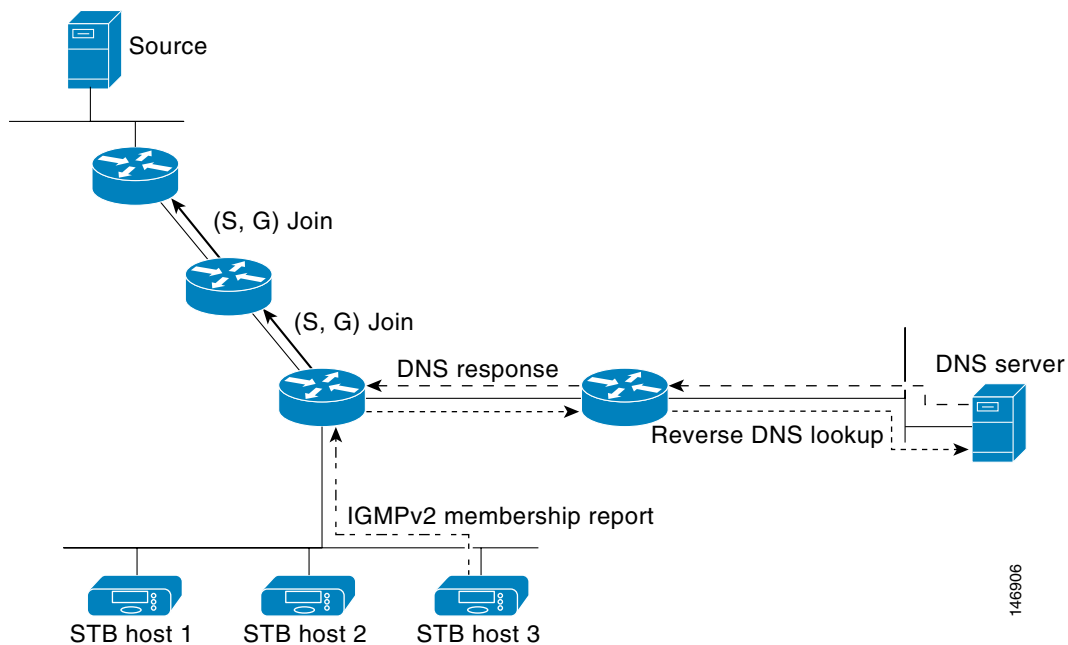 Source
(S, G) Join
(S, G) Join
DNS response
DNS server
Reverse DNS lookup
IGMPv2 membership report
STB host 1
STB host 2
STB host 3
146906